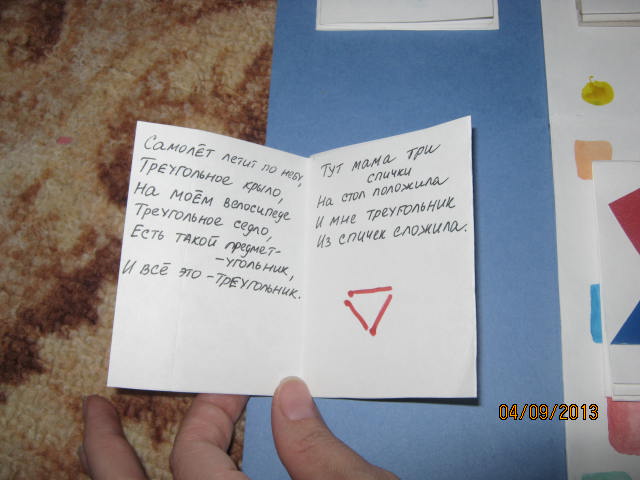 Самолёт летит по небу,
Треугольное крыло,
На моём велосипеде
Треугольное седло,
Есть такой предмет-
-угольник,
И всё это - треугольник.
Тут мама три
спички
На стол положила
И мне треугольник
Из спичек сложила.
04/09/2013